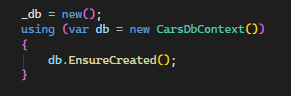 _db = new();
using (var db = new CarsDbContext())
{
db.EnsureCreated();
}